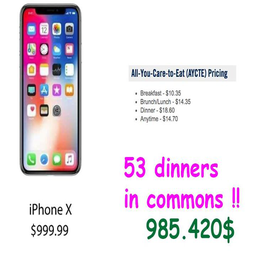 All-You-Care-to-Eat (AYCTE) Pricing
Breakfast - $10.35
Brunch/Lunch - $14.35
Dinner - $18.60
Anytime - $14.70
53 dinners
in commons !!
985.420$
iPhone X
$999.99